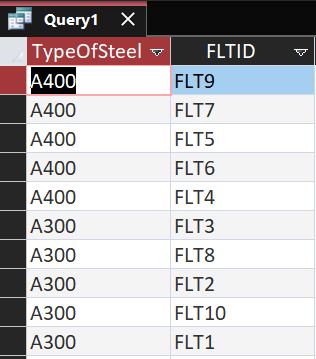 Query1
TypeOfSteel FLTID
A400 FLT9
A400 FLT7
A400 FLT5
A400 FLT6
A400 FLT4
A300 FLT3
A300 FLT8
A300 FLT2
A300 FLT10
A300 FLT1